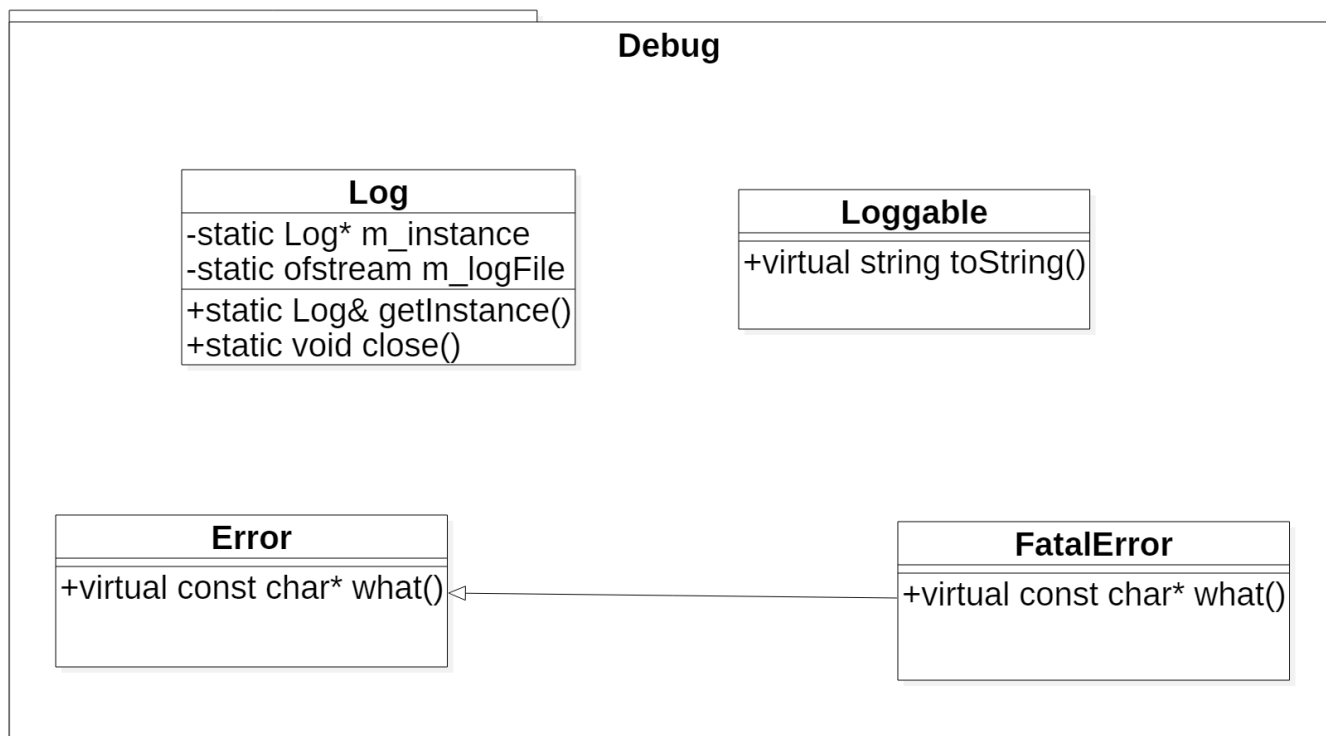 Debug
Log
-static Log* m_instance
-static ofstream m_logFile
+static Log& getInstance()
+static void close()
Loggable
+virtual string toString()
Error
+virtual const char* what()
FatalError
+virtual const char* what()